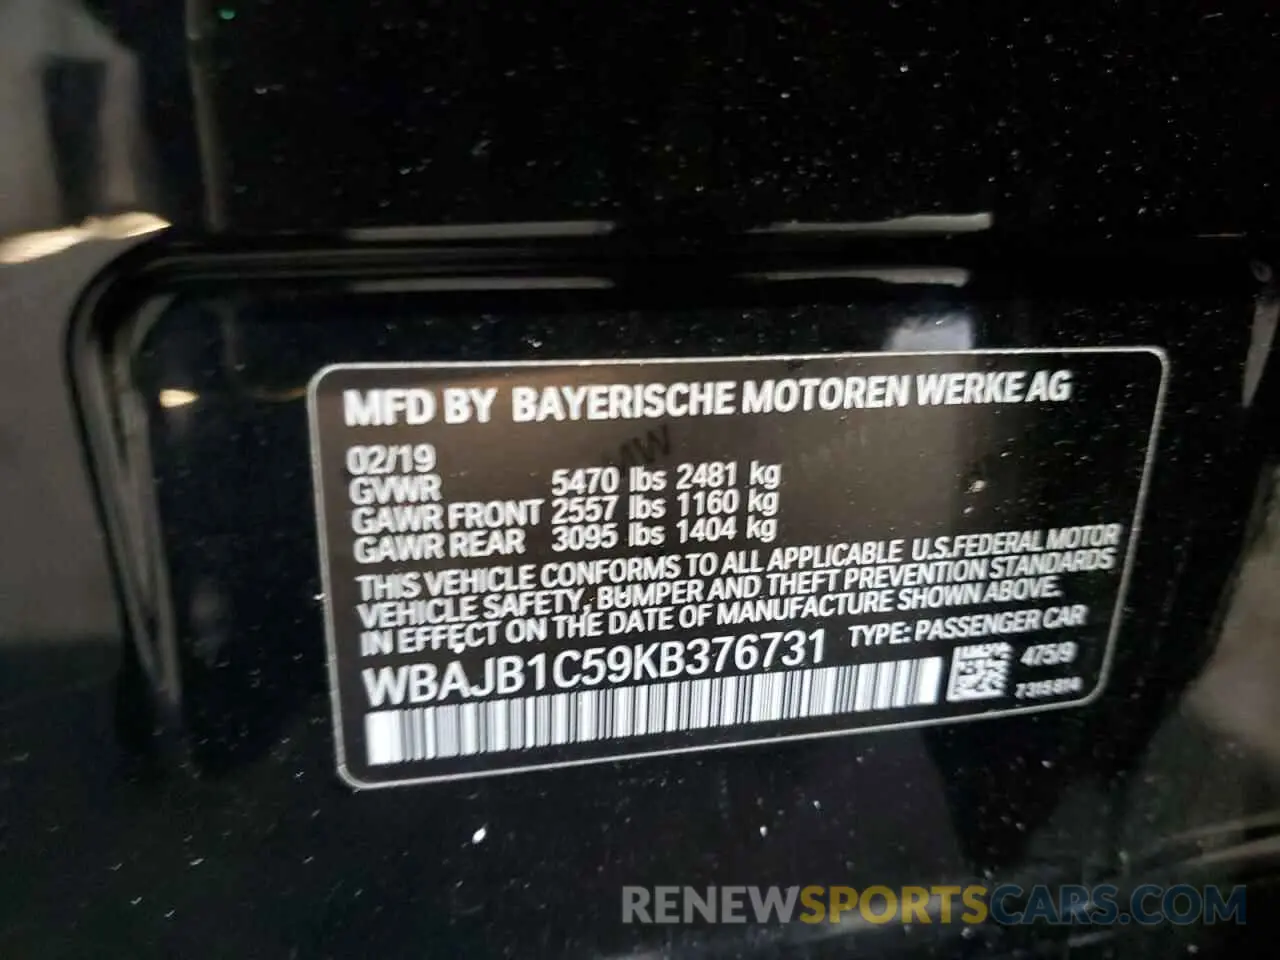 MFD BY BAYERISCHE MOTOREN WERKE AG
02/19
GVWR 5470 lbs 2481 kg
GAWR FRONT 2557 lbs 1160 kg
GAWR REAR 3095 lbs 1404 kg
THIS VEHICLE CONFORMS TO ALL APPLICABLE U.S.FEDERAL MOTOR
VEHICLE SAFETY, BUMPER AND THEFT PREVENTION STANDARDS
IN EFFECT ON THE DATE OF MANUFACTURE SHOWN ABOVE.
WBAJB1C59KB376731 TYPE: PASSENGER CAR
475/9
7315814
RENEWSPORTSCARS.COM